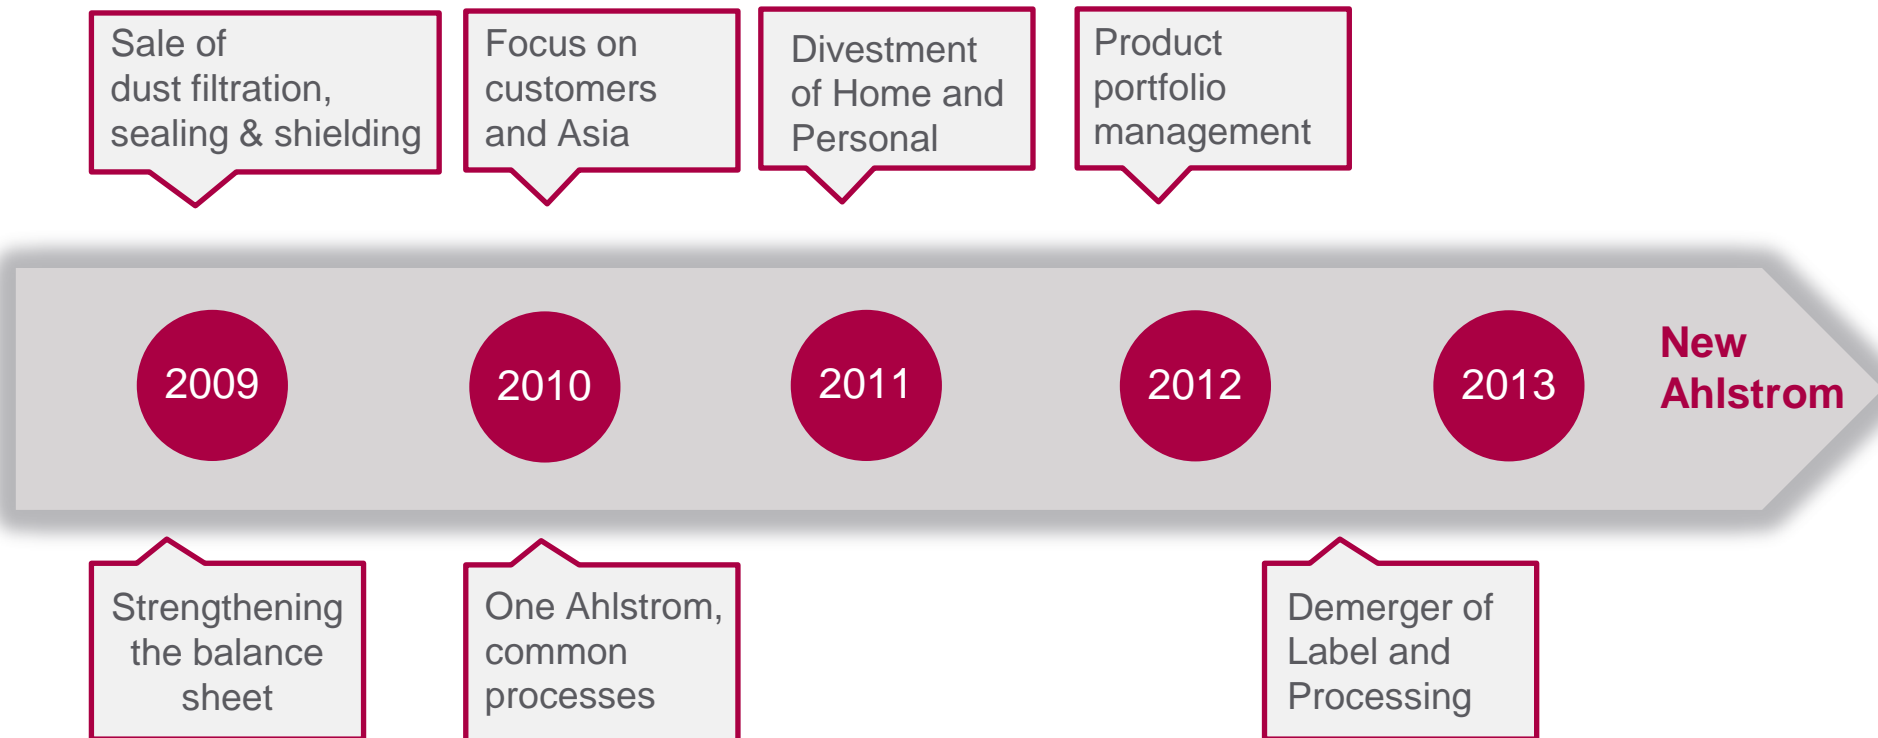 Sale of
dust filtration,
sealing & shielding
Focus on
customers
and Asia
Divestment
of Home and
Personal
Product
portfolio
management
2009
2010
2011
2012
2013
New
Ahlstrom
Strengthening
the balance
sheet
One Ahlstrom,
common
processes
Demerger of
Label and
Processing